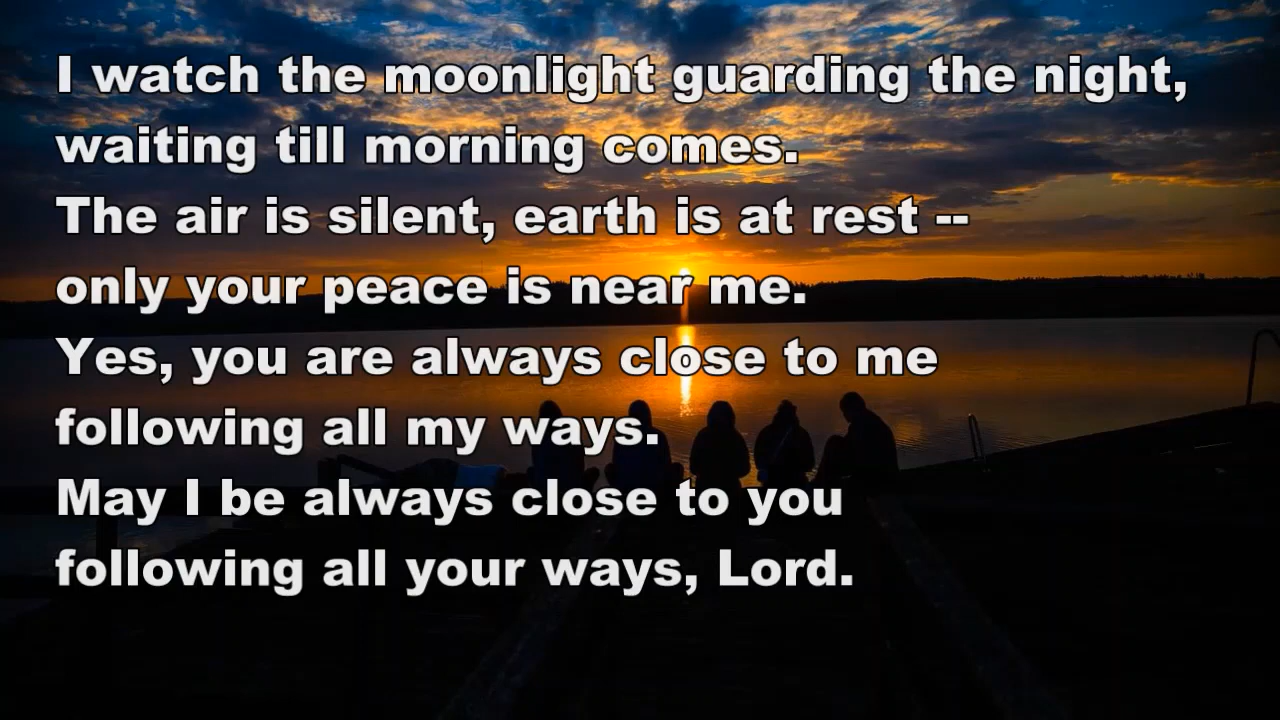 I watch the moonlight guarding the night,
waiting till morning comes.
The air is silent, earth is at rest --
only your peace is near me.
Yes, you are always close to me
following all my ways.
May I be always close to you
following all your ways, Lord.